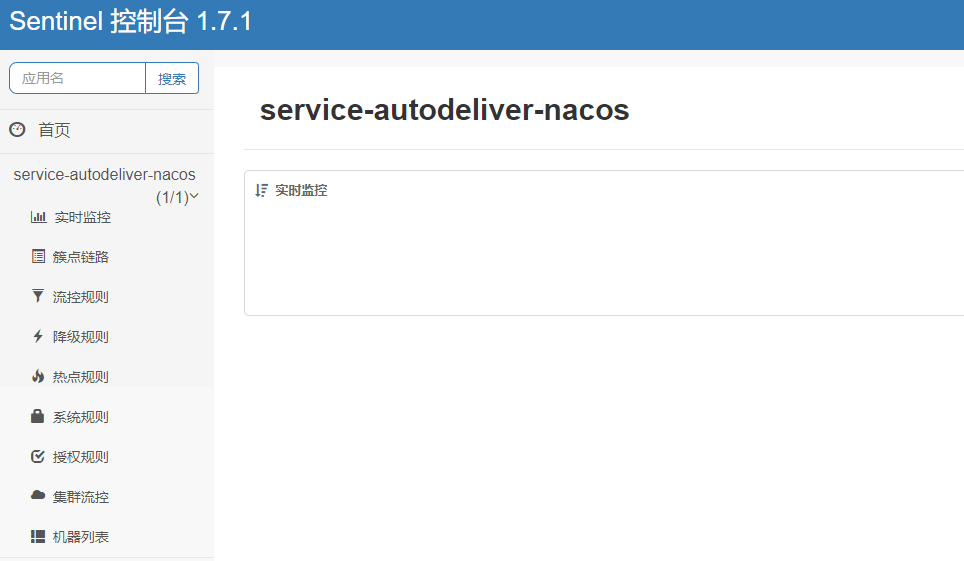 Sentinel 控制台 1.7.1
应用名
搜索
首页
service-autodeliver-nacos
(1/1)
实时监控
簇点链路
流控规则
降级规则
热点规则
系统规则
授权规则
集群流控
机器列表
service-autodeliver-nacos
实时监控